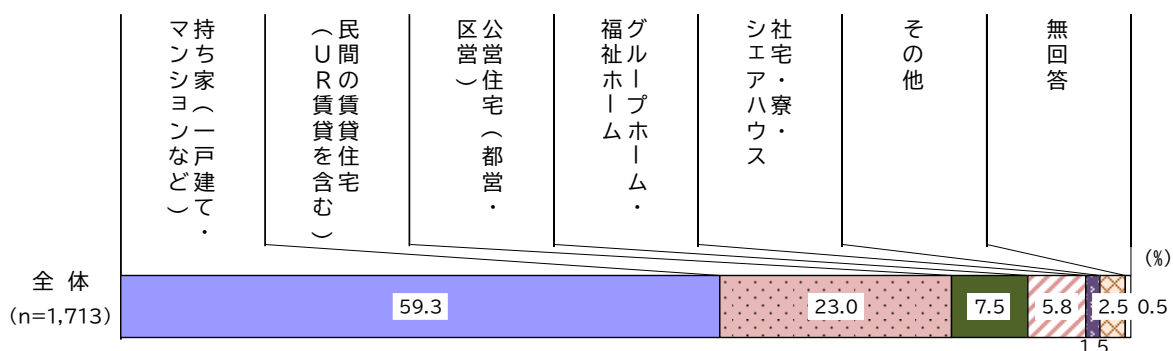 持ち家（一戸建て・
マンションなど）
民間の賃貸住宅
（ＵＲ賃貸を含む）
公営住宅（都営・
区営）
グループホーム・
福祉ホーム
社宅・寮・
シェアハウス
その他
無回答
(%)
全 体
(n=1,713)
59.3
23.0
7.5
5.8
1.5
2.5
0.5